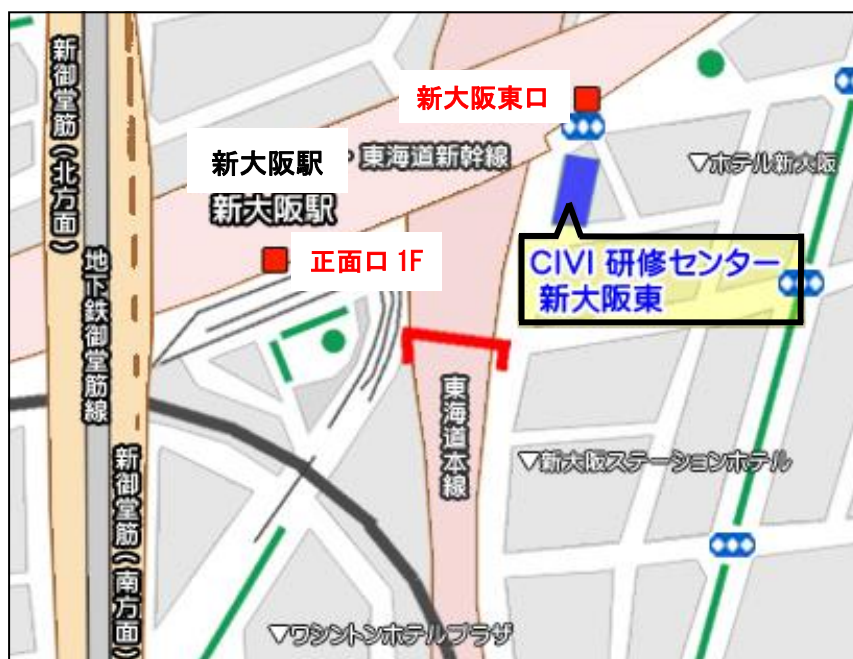 新御堂筋(北方面)
新大阪東口
新大阪駅
・東海道新幹線
▽ホテル新大阪
新大阪駅
正面口 1F
CIVI 研修センター
新大阪東
地下鉄御堂筋線
東海道本線
▽新大阪ステーションホテル
新御堂筋(南方面)
▽ワシントンホテルプラザ